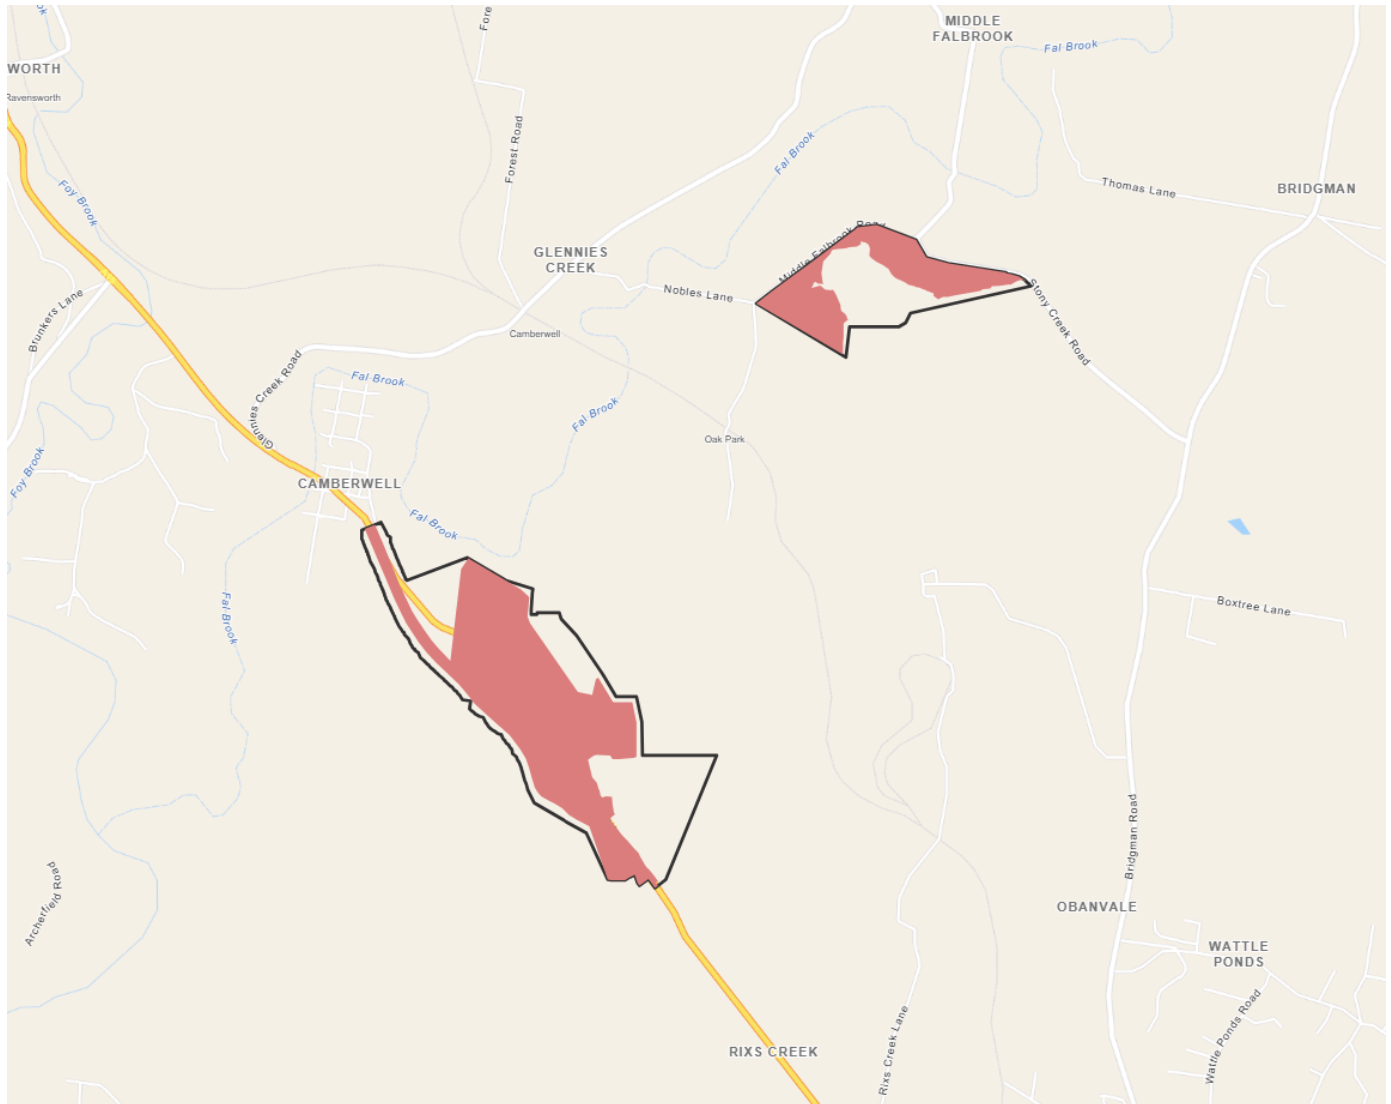 ok
MIDDLE
FALBROOK
Fore
Fal Brook
WORTH
Ravensworth
Forest Road
Fal Brook
Foy Brook
Thomas Lane
BRIDGMAN
Middle Falbrook Road
GLENNIES
CREEK
Nobles Lane
Stony Creek Road
Brunkers Lane
Camberwell
Glennies Creek Road
Fal Brook
Fal Brook
Oak Park
Foy Brook
CAMBERWELL
Fal Brook
Fal Brook
Boxtree Lane
Bridgman Road
Archerfield Road
OBANVALE
WATTLE
PONDS
Wattle Ponds Road
RIXS CREEK
Rixs Creek Lane